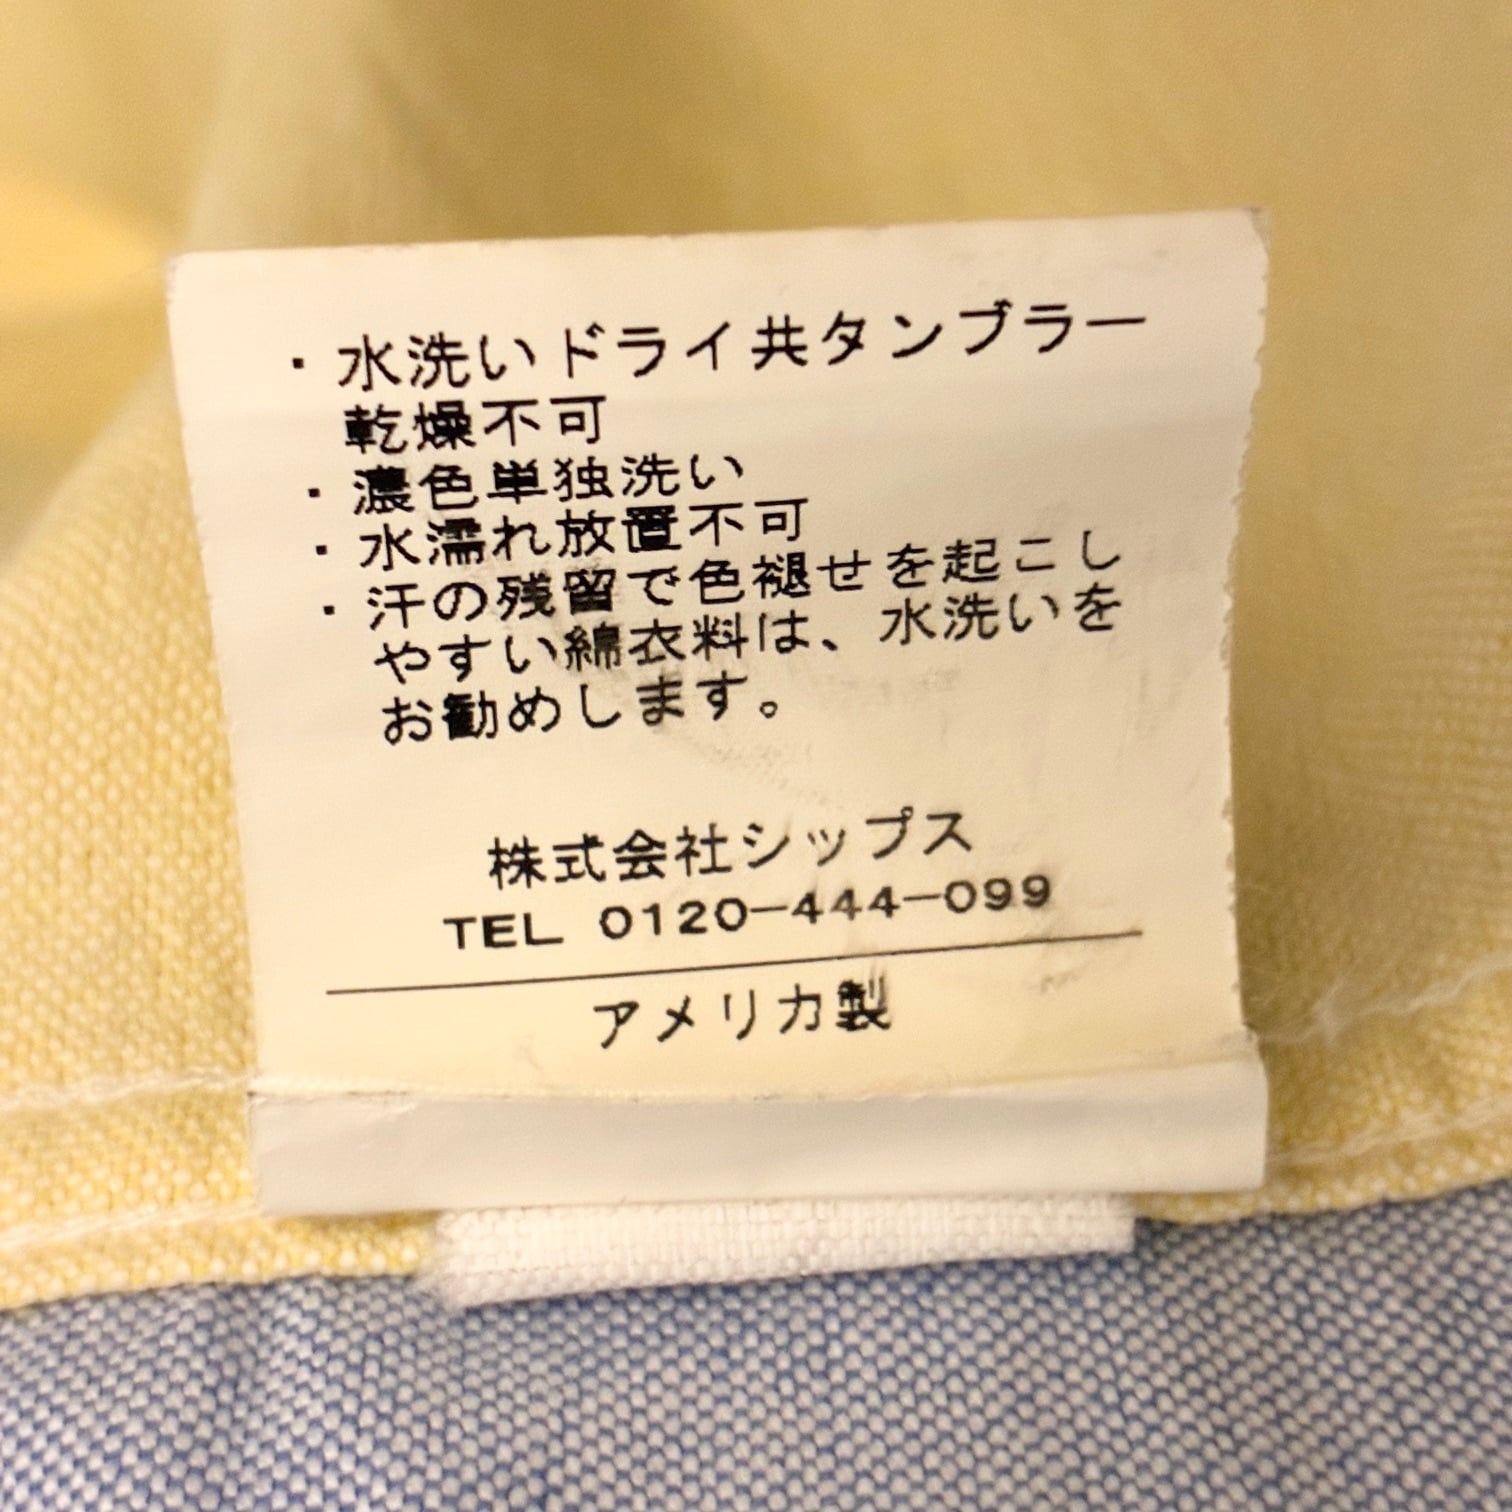 ・水洗いドライ共タンブラー
乾燥不可
・濃色単独洗い
・水濡れ放置不可
・汗の残留で色褪せを起こし
やすい綿衣料は、水洗いを
お勧めします。
株式会社シップス
TEL 0120-444-099
アメリカ製